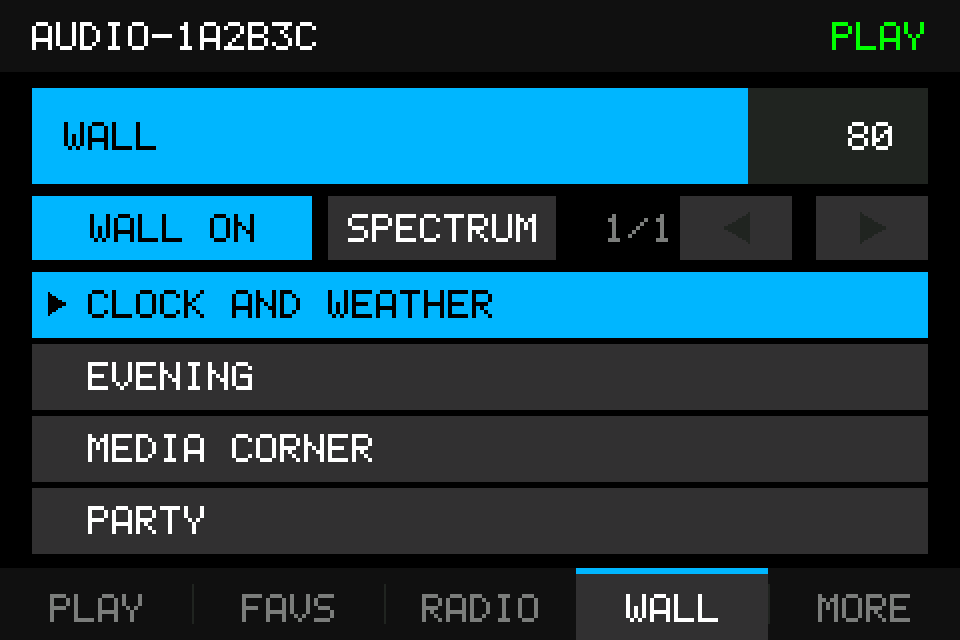 AUDIO-1A2B3C PLAY
WALL 80
WALL ON SPECTRUM 1/1 ◀ ▶
▶ CLOCK AND WEATHER
EVENING
MEDIA CORNER
PARTY
PLAY FAVS RADIO WALL MORE